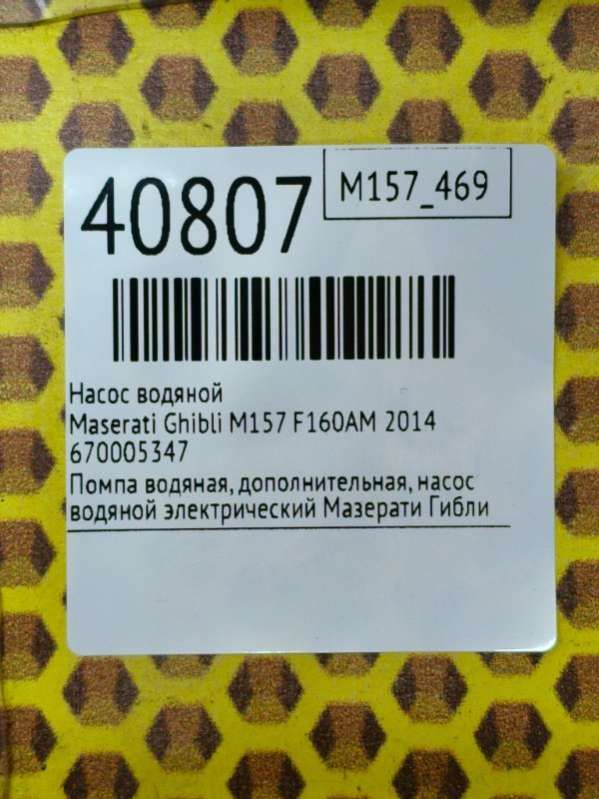 40807
M157_469
Насос водяной
Maserati Ghibli M157 F160AM 2014
670005347
Помпа водяная, дополнительная, насос
водяной электрический Мазерати Гибли